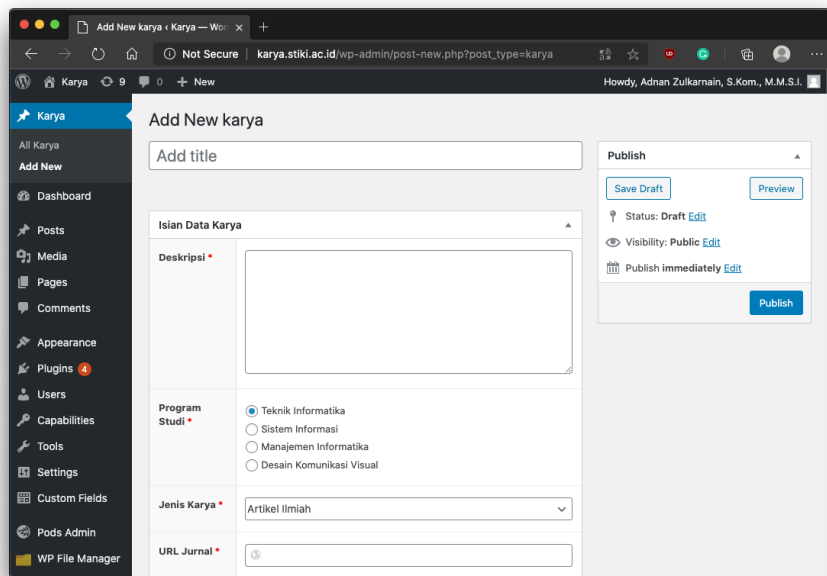 Add New karya ‹ Karya — Wor
Not Secure karya.stiki.ac.id/wp-admin/post-new.php?post_type=karya
Karya 9 0 New
Howdy, Adnan Zulkarnain, S.Kom., M.M.S.I.
Karya
All Karya
Add New
Dashboard
Posts
Media
Pages
Comments
Appearance
Plugins 4
Users
Capabilities
Tools
Settings
Custom Fields
Pods Admin
WP File Manager
Add New karya
Add title
Isian Data Karya
Deskripsi *
Program
Studi *
Teknik Informatika
Sistem Informasi
Manajemen Informatika
Desain Komunikasi Visual
Jenis Karya *
Artikel Ilmiah
URL Jurnal *
Publish
Save Draft Preview
Status: Draft Edit
Visibility: Public Edit
Publish immediately Edit
Publish